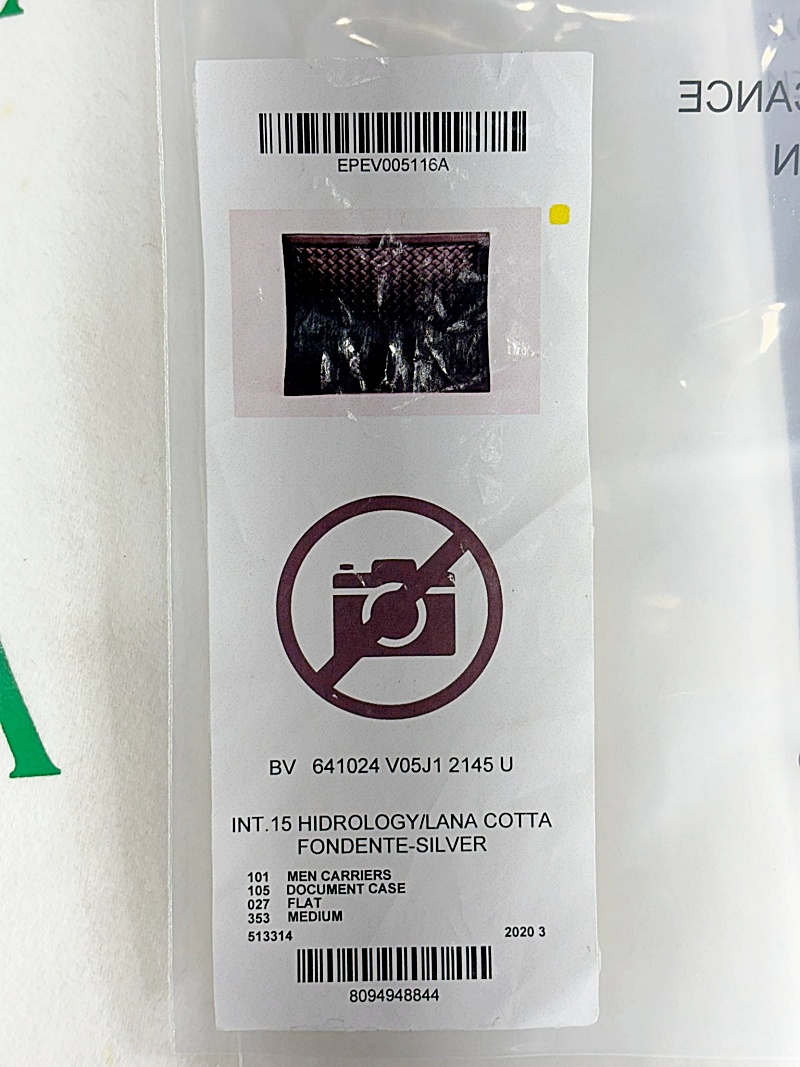 EPEV005116A
BV 641024 V05J1 2145 U
INT.15 HIDROLOGY/LANA COTTA
FONDENTE-SILVER
101 MEN CARRIERS
105 DOCUMENT CASE
027 FLAT
353 MEDIUM
513314 2020 3
8094948844